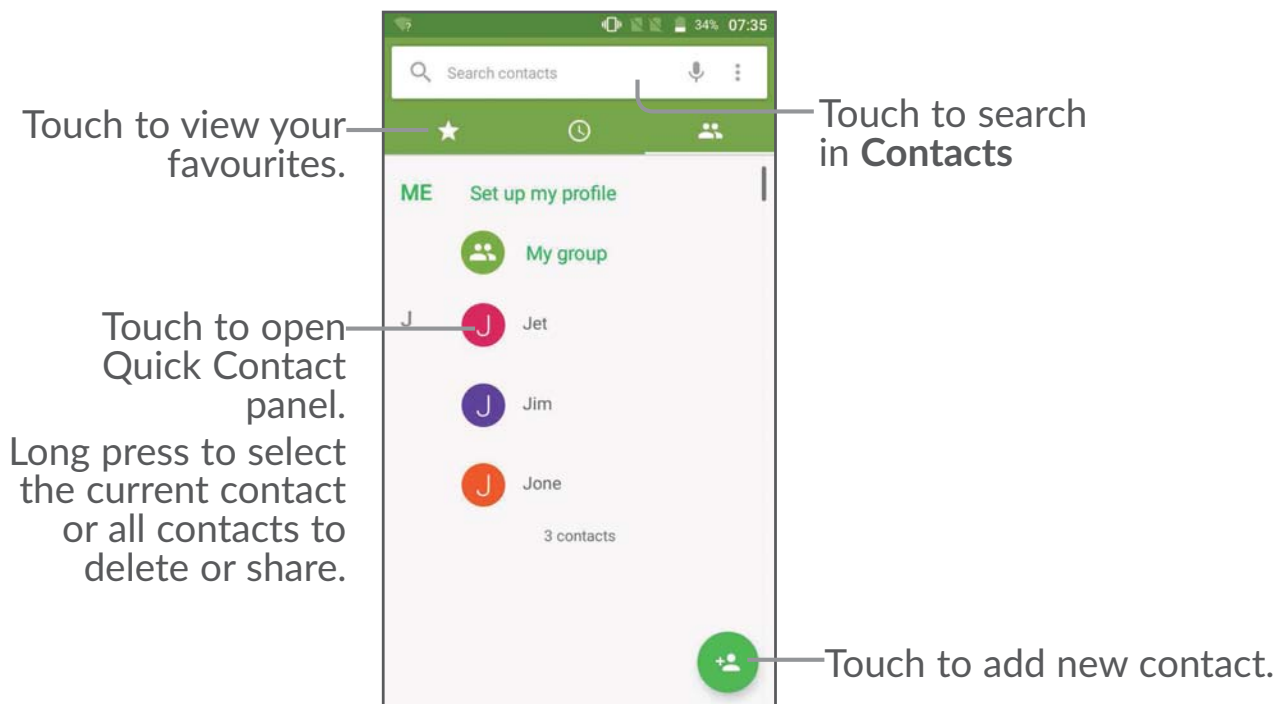 34% 07:35
Search contacts
Touch to view your
favourites.
Touch to search
in Contacts
ME Set up my profile
My group
Touch to open
Quick Contact
panel.
Long press to select
the current contact
or all contacts to
delete or share.
J J Jet
J Jim
J Jone
3 contacts
Touch to add new contact.